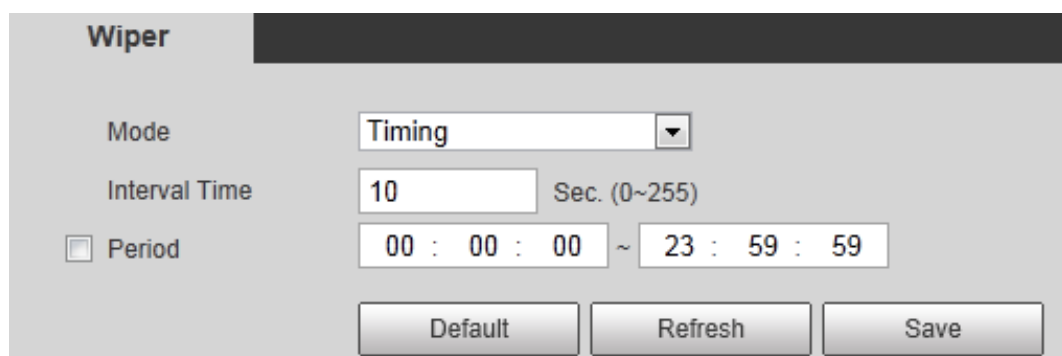 Wiper
Mode Timing
Interval Time 10 Sec. (0~255)
Period 00 : 00 : 00 ~ 23 : 59 : 59
Default Refresh Save